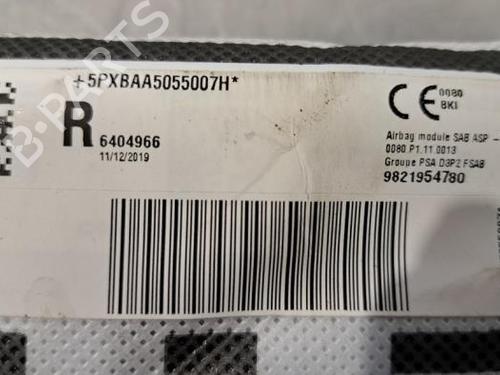 +5PXBAA5055007H*
R
6404966
11/12/2019
CE
0080
BKI
Airbag module SAB ASP -
0080.P1.11.0013
Groupe PSA D3P2 FSAB
9821954780
B-PARTS